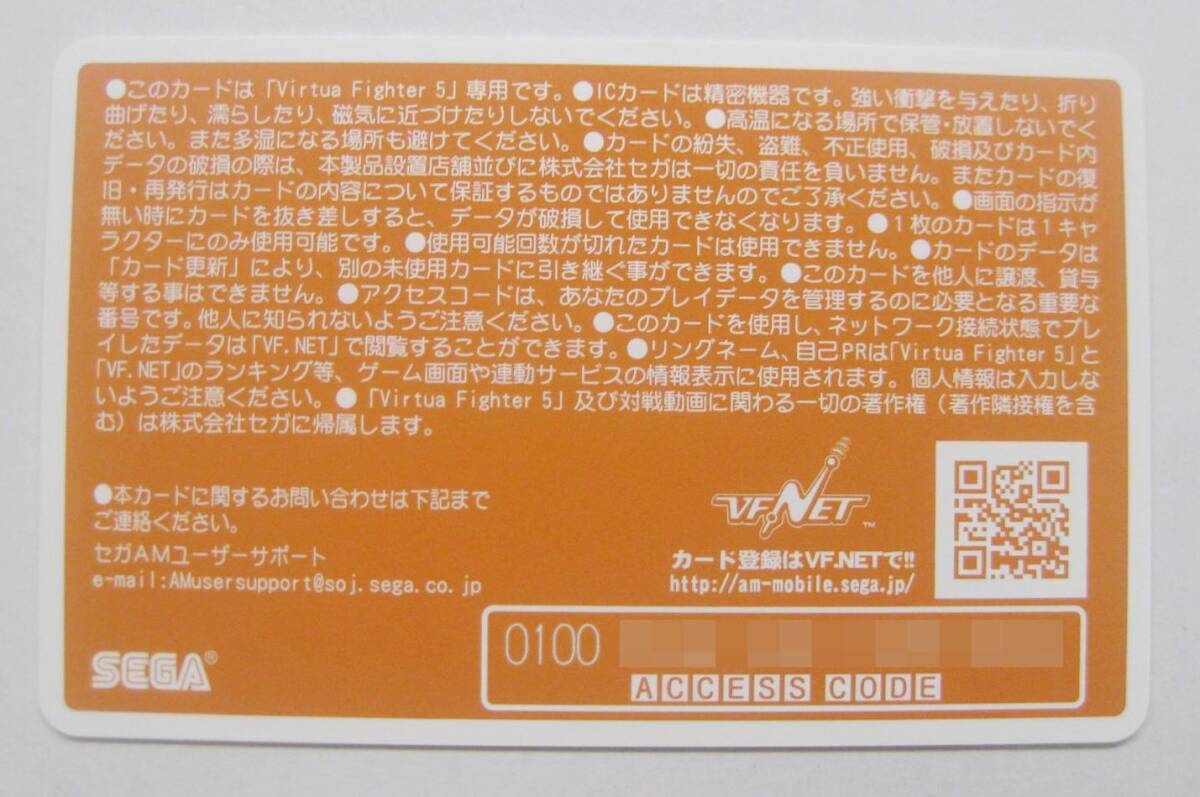 ●このカードは「Virtua Fighter 5」専用です。●ICカードは精密機器です。強い衝撃を与えたり、折り
曲げたり、濡らしたり、磁気に近づけたりしないでください。●高温になる場所で保管・放置しないでく
ださい。また多湿になる場所も避けてください。●カードの紛失、盗難、不正使用、破損及びカード内
データの破損の際は、本製品設置店舗並びに株式会社セガは一切の責任を負いません。またカードの復
旧・再発行はカードの内容について保証するものではありませんのでご了承ください。●画面の指示が
無い時にカードを抜き差しすると、データが破損して使用できなくなります。●1枚のカードは1キャ
ラクターにのみ使用可能です。●使用可能回数が切れたカードは使用できません。●カードのデータは
「カード更新」により、別の未使用カードに引き継ぐ事ができます。●このカードを他人に譲渡、貸与
等する事はできません。●アクセスコードは、あなたのプレイデータを管理するのに必要となる重要な
番号です。他人に知られないようご注意ください。●このカードを使用し、ネットワーク接続状態でプレ
イしたデータは「VF.NET」で閲覧することができます。●リングネーム、自己PRは「Virtua Fighter 5」と
「VF.NET」のランキング等、ゲーム画面や連動サービスの情報表示に使用されます。個人情報は入力しな
いようご注意ください。●「Virtua Fighter 5」及び対戦動画に関わる一切の著作権（著作隣接権を含
む）は株式会社セガに帰属します。
●本カードに関するお問い合わせは下記まで
ご連絡ください。
セガAMユーザーサポート
e-mail:AMusersupport@soj.sega.co.jp
VF.NET™
カード登録はVF.NETで!!
http://am-mobile.sega.jp/
SEGA®
0100
ACCESS CODE